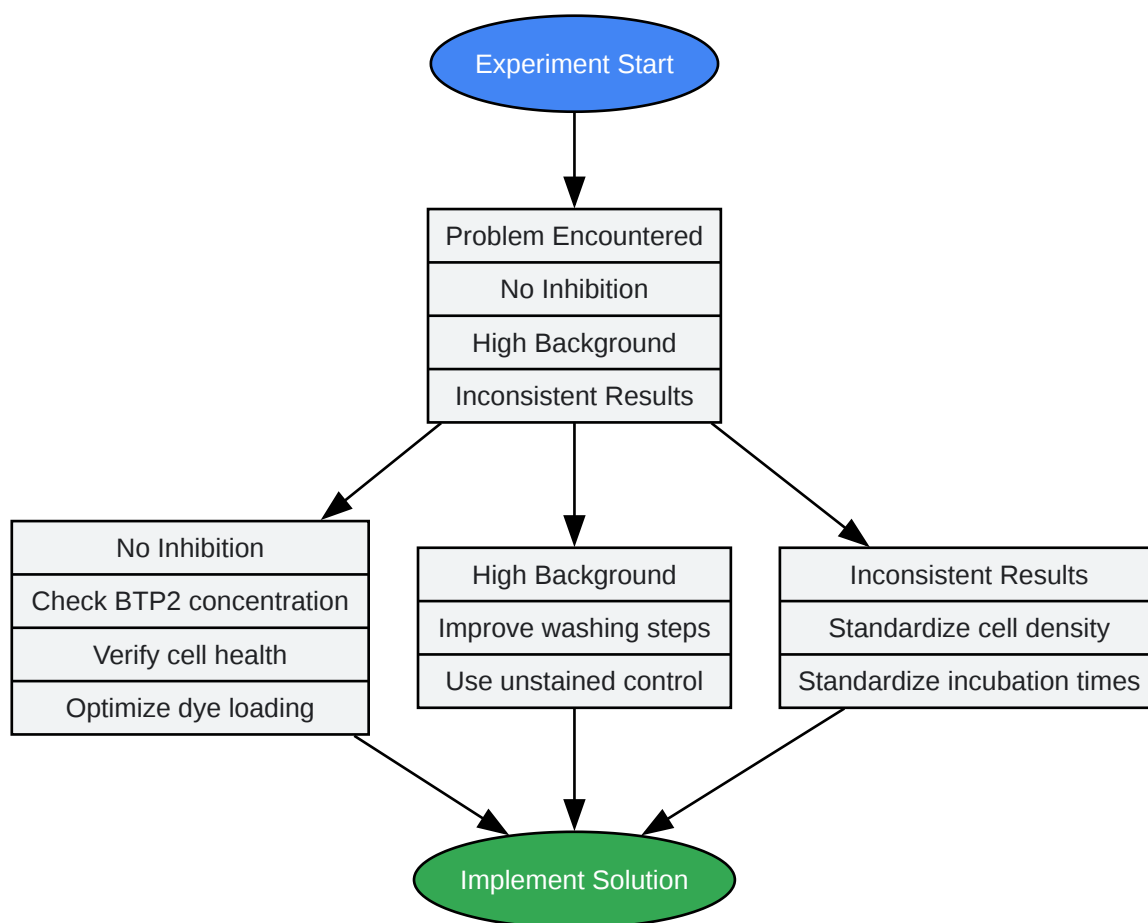 Experiment Start
Problem Encountered
No Inhibition
High Background
Inconsistent Results
No Inhibition
Check BTP2 concentration
Verify cell health
Optimize dye loading
High Background
Improve washing steps
Use unstained control
Inconsistent Results
Standardize cell density
Standardize incubation times
Implement Solution